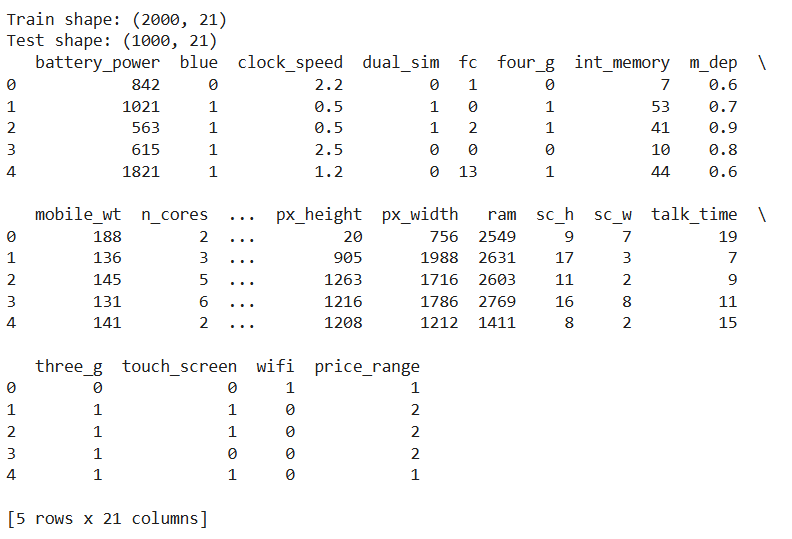 Train shape: (2000, 21)
Test shape: (1000, 21)
   battery_power  blue  clock_speed  dual_sim  fc  four_g  int_memory  m_dep  \
0            842     0          2.2         0   1       0           7    0.6
1           1021     1          0.5         1   0       1          53    0.7
2            563     1          0.5         1   2       1          41    0.9
3            615     1          2.5         0   0       0          10    0.8
4           1821     1          1.2         0  13       1          44    0.6

   mobile_wt  n_cores  ...  px_height  px_width   ram  sc_h  sc_w  talk_time  \
0        188        2  ...         20       756  2549     9     7         19
1        136        3  ...        905      1988  2631    17     3          7
2        145        5  ...       1263      1716  2603    11     2          9
3        131        6  ...       1216      1786  2769    16     8         11
4        141        2  ...       1208      1212  1411     8     2         15

   three_g  touch_screen  wifi  price_range
0        0             0     1            1
1        1             1     0            2
2        1             1     0            2
3        1             0     0            2
4        1             1     0            1

[5 rows x 21 columns]